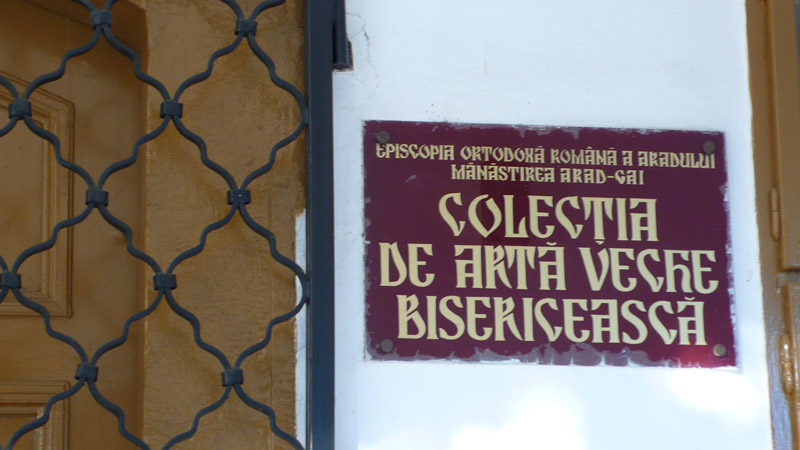 EPISCOPIA ORTODOXĂ ROMÂNĂ A ARADULUI
MĂNĂSTIREA ARAD-GAI
COLECȚIA
DE ARTĂ VECHE
BISERICEASCĂ